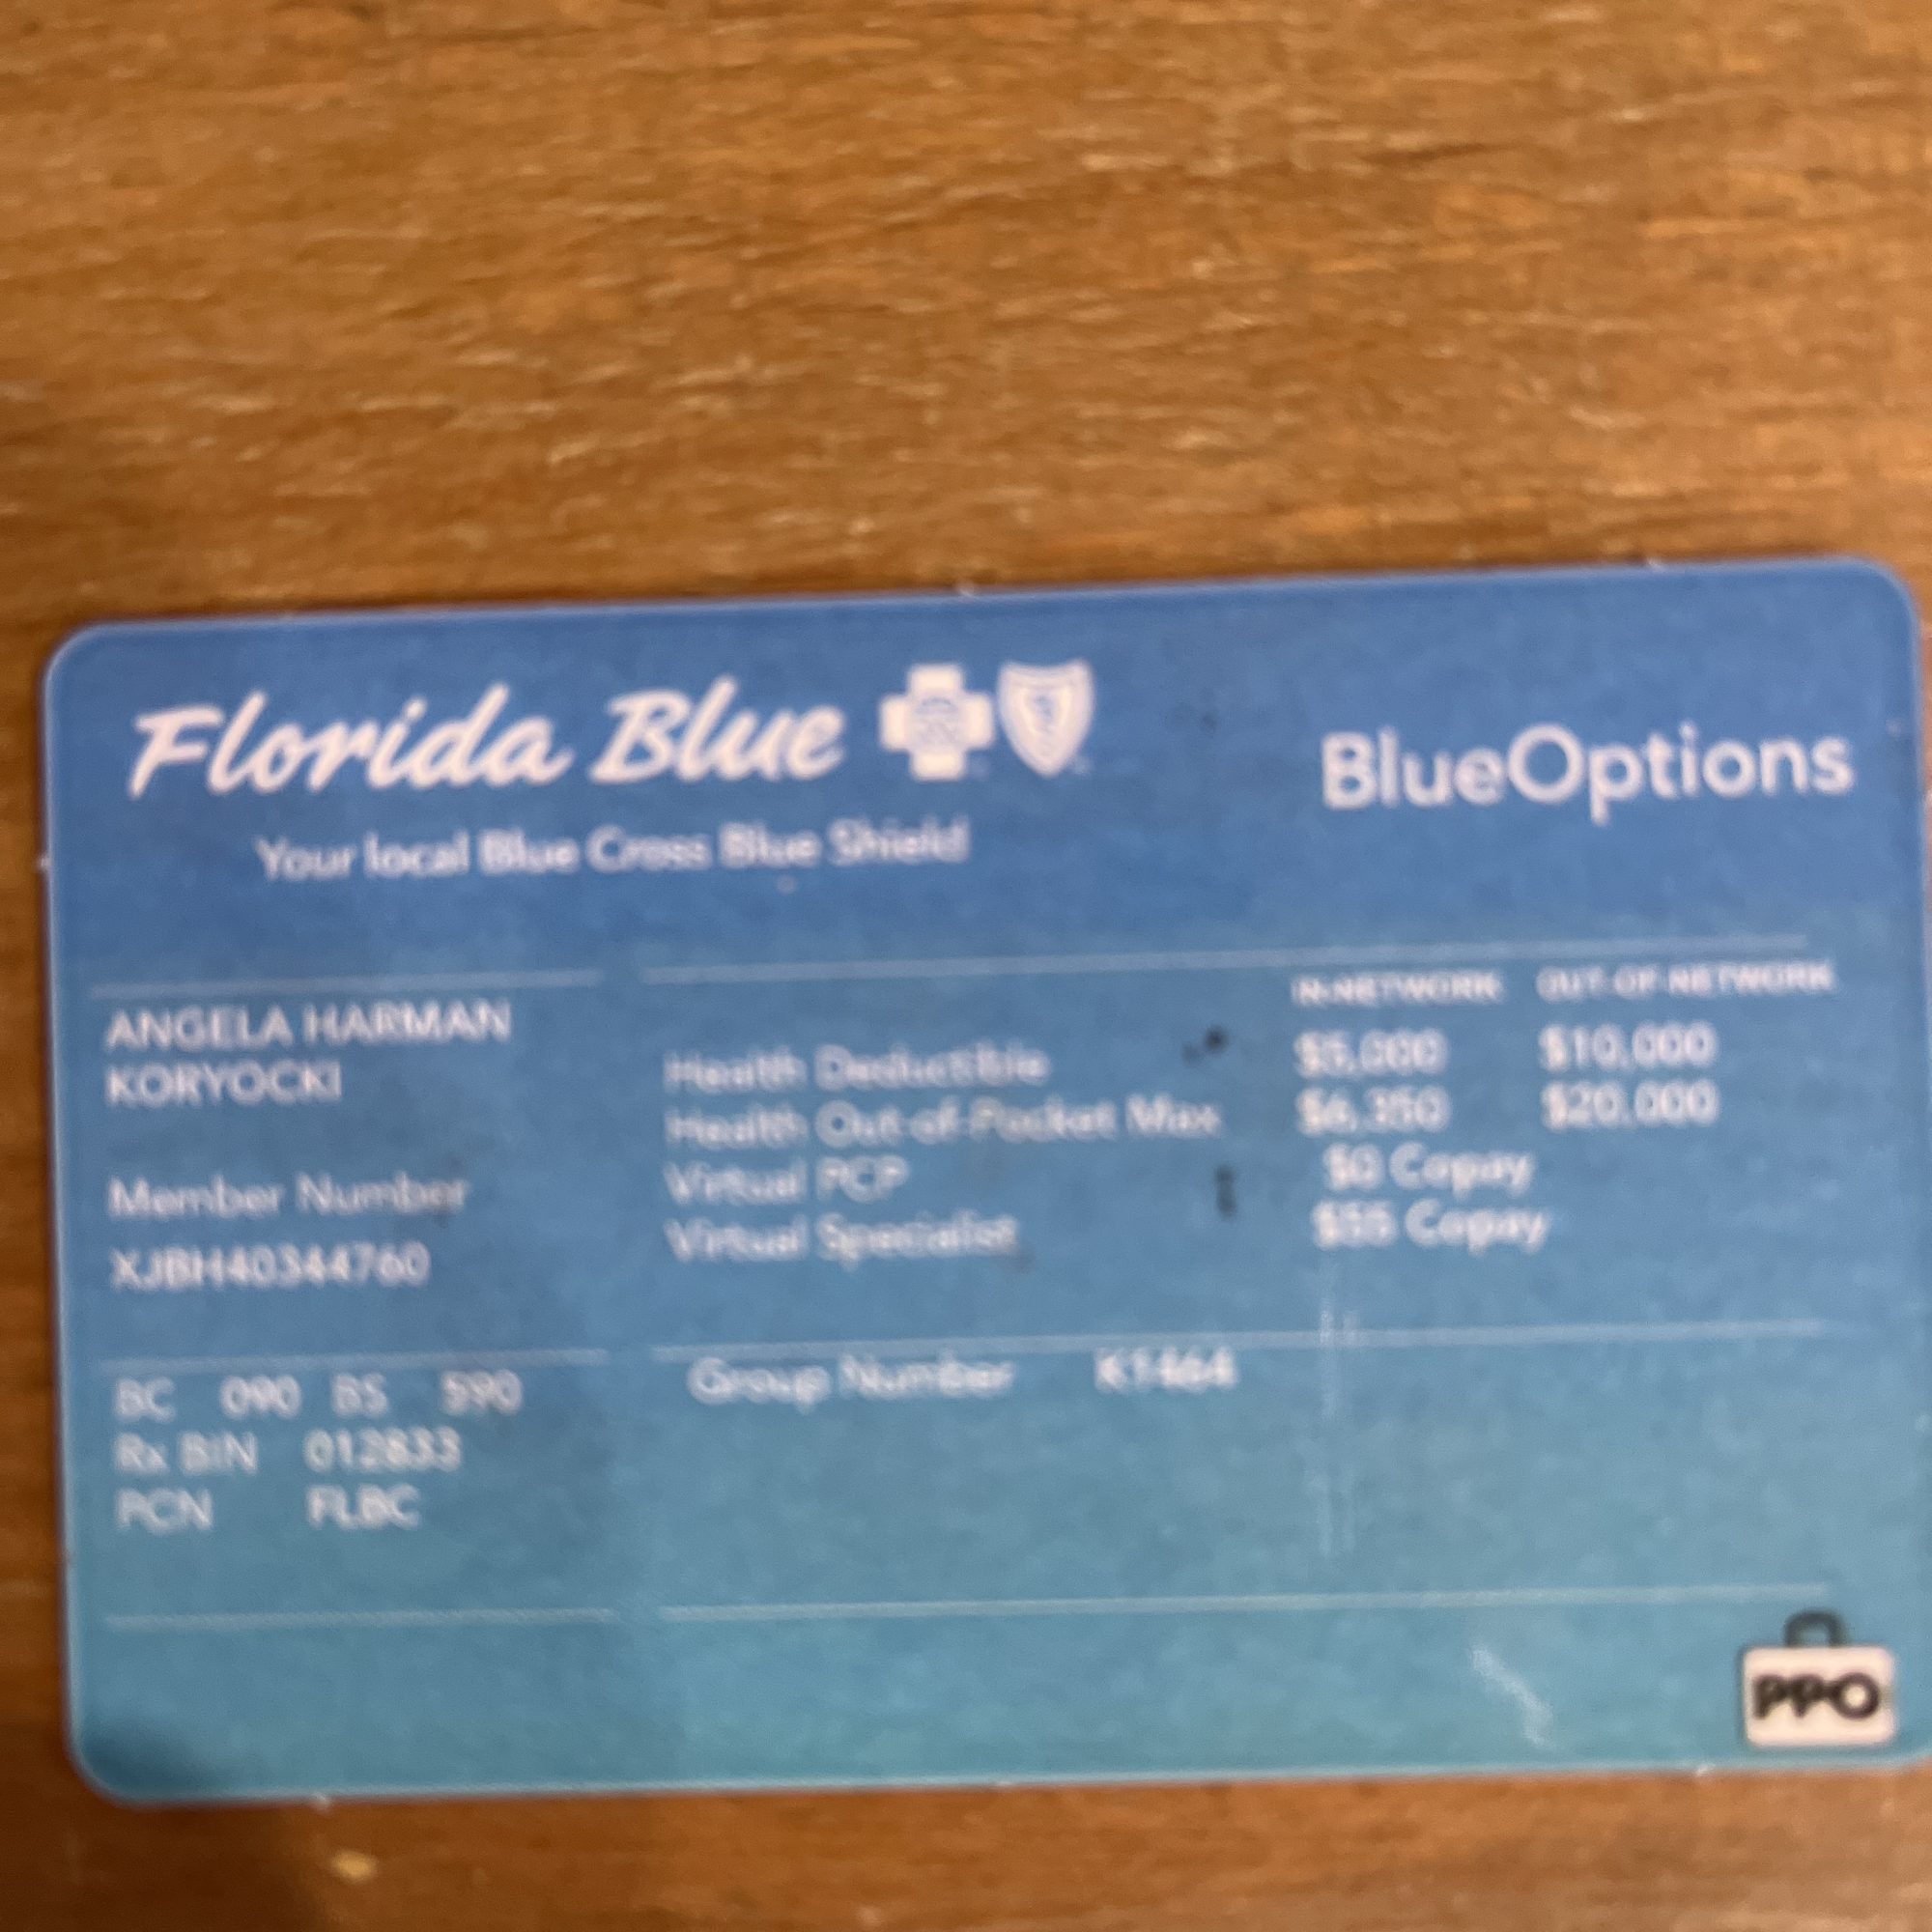 Florida Blue
BlueOptions
Your local Blue Cross Blue Shield
ANGELA HARMAN
KORYOCKI
Member Number
XJBH40344760
IN-NETWORK OUT-OF-NETWORK
Health Deductible $5,000 $10,000
Health Out-of-Pocket Max $6,350 $20,000
Virtual PCP $0 Copay
Virtual Specialist $55 Copay
BC 090 BS 590
Rx BIN 012833
PCN FLBC
Group Number K1464
PPO